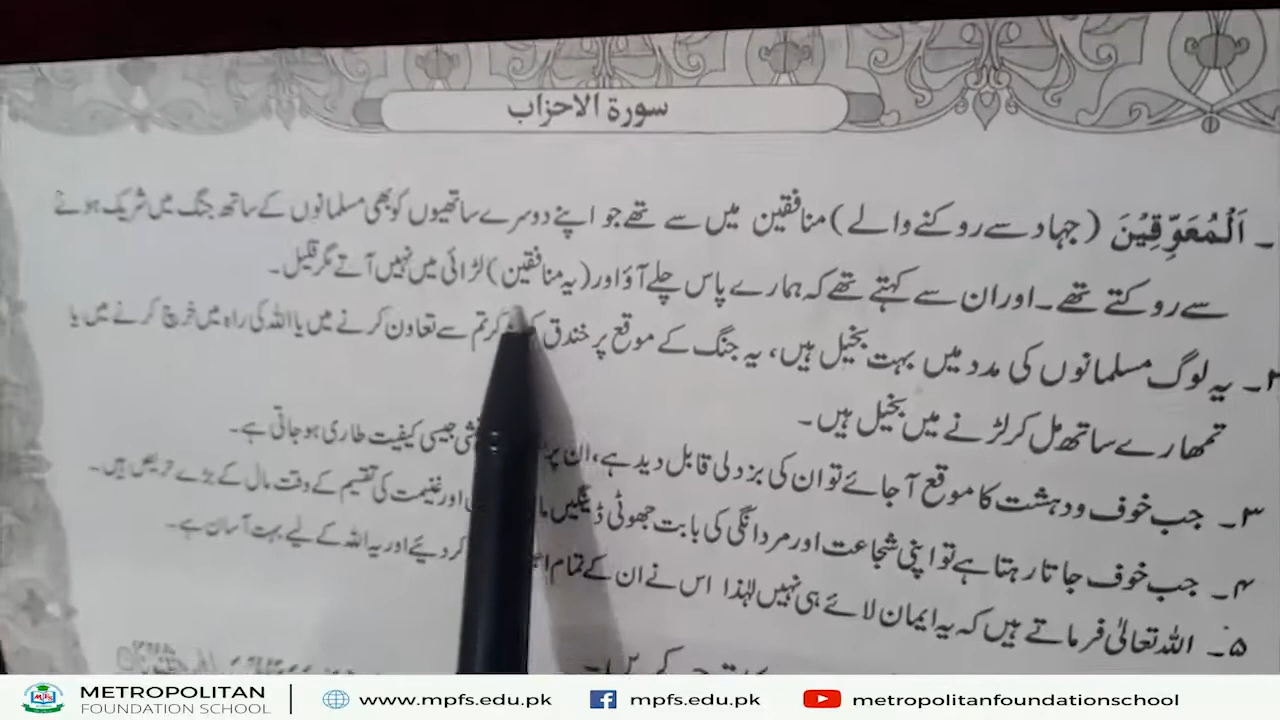 سورۃ الاحزاب
۔ اَلْمُعَوِّقِیْنَ (جہاد سے روکنے والے) منافقین میں سے تھے جو اپنے دوسرے ساتھیوں کو بھی مسلمانوں کے ساتھ جنگ میں شریک ہونے
سے روکتے تھے۔ اور ان سے کہتے تھے کہ ہمارے پاس چلے آؤ اور (یہ منافقین) لڑائی میں نہیں آتے مگر قلیل۔
۲۔ یہ لوگ مسلمانوں کی مدد میں بہت بخیل ہیں، یہ جنگ کے موقع پر خندق کر تم سے تعاون کرنے میں یا اللہ کی راہ میں خرچ کرنے میں یا
تمھارے ساتھ مل کر لڑنے میں بخیل ہیں۔
۳۔ جب خوف و دہشت کا موقع آ جائے تو ان کی بزدلی قابل دید ہے، ان پر جیسی کیفیت طاری ہو جاتی ہے۔
۴۔ جب خوف جاتا رہتا ہے تو اپنی شجاعت اور مردانگی کی بابت جھوٹی ڈینگیں اور غنیمت کی تقسیم کے وقت مال کے بڑے حریص ہیں۔
۵۔ اللہ تعالیٰ فرماتے ہیں کہ یہ ایمان لائے ہی نہیں لہٰذا اس نے ان کے تمام کر دیئے اور یہ اللہ کے لیے بہت آسان ہے۔
METROPOLITAN
FOUNDATION SCHOOL
www.mpfs.edu.pk
mpfs.edu.pk
metropolitanfoundationschool